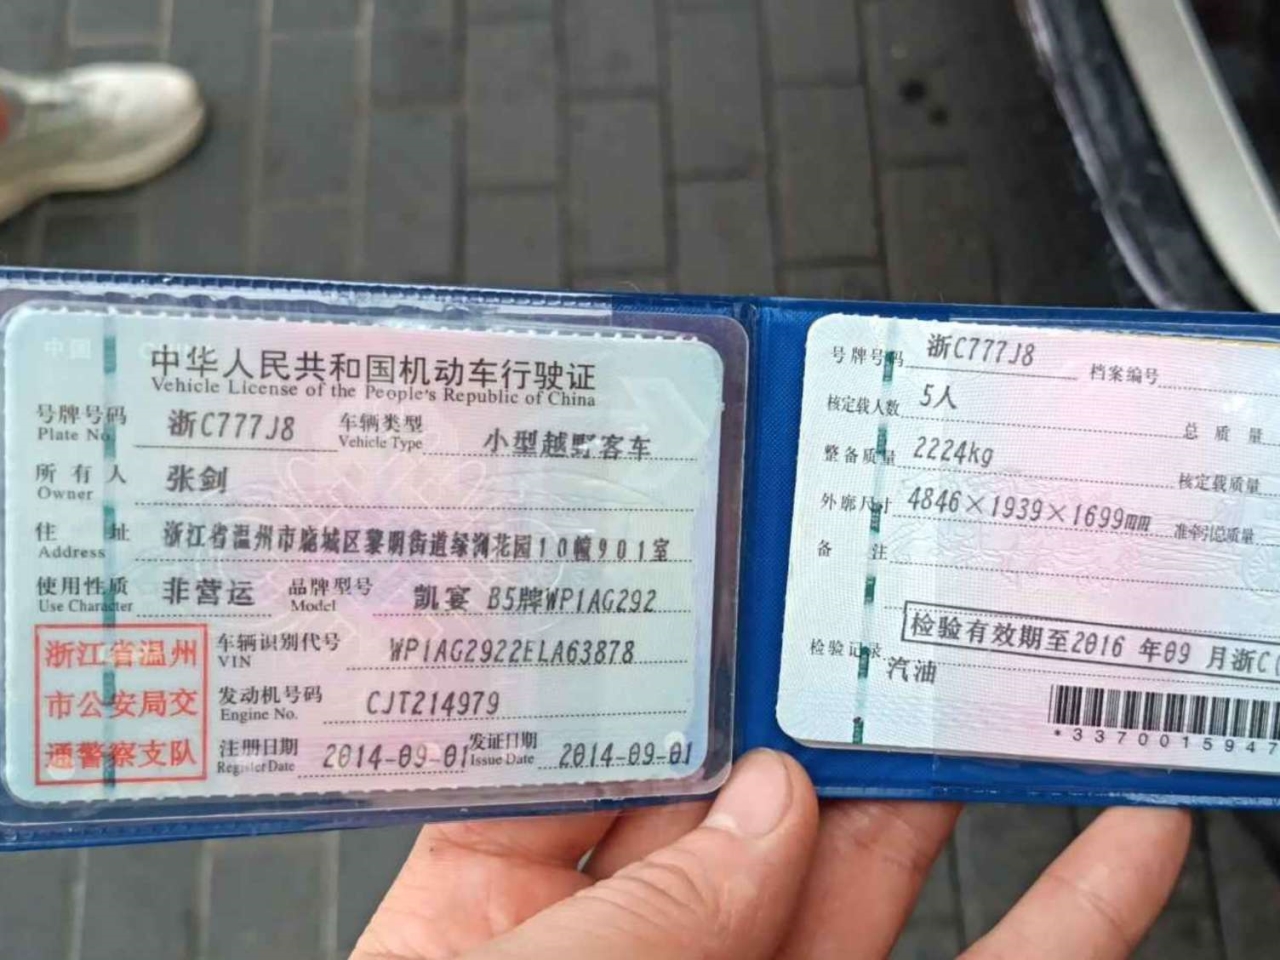 中国
中华人民共和国机动车行驶证
Vehicle License of the People's Republic of China
号牌号码 浙C777J8 车辆类型 小型越野客车
Plate No. Vehicle Type
所有人 张剑
Owner
住址 浙江省温州市鹿城区黎明街道绿洲花园10幢901室
Address
使用性质 非营运 品牌型号 凯宴 B5牌WP1AG292
Use Character Model
浙江省温州
市公安局交
通警察支队
车辆识别代号 WP1AG2922ELA63878
VIN
发动机号码 CJT214979
Engine No.
注册日期 2014-09-01 发证日期 2014-09-01
Register Date Issue Date
号牌号码 浙C777J8 档案编号
核定载人数 5人 总质量
整备质量 2224kg 核定载质量
外廓尺寸 4846×1939×1699mm 准牵引总质量
备注
检验有效期至2016年09月浙C
检验记录
汽油
*3370015947